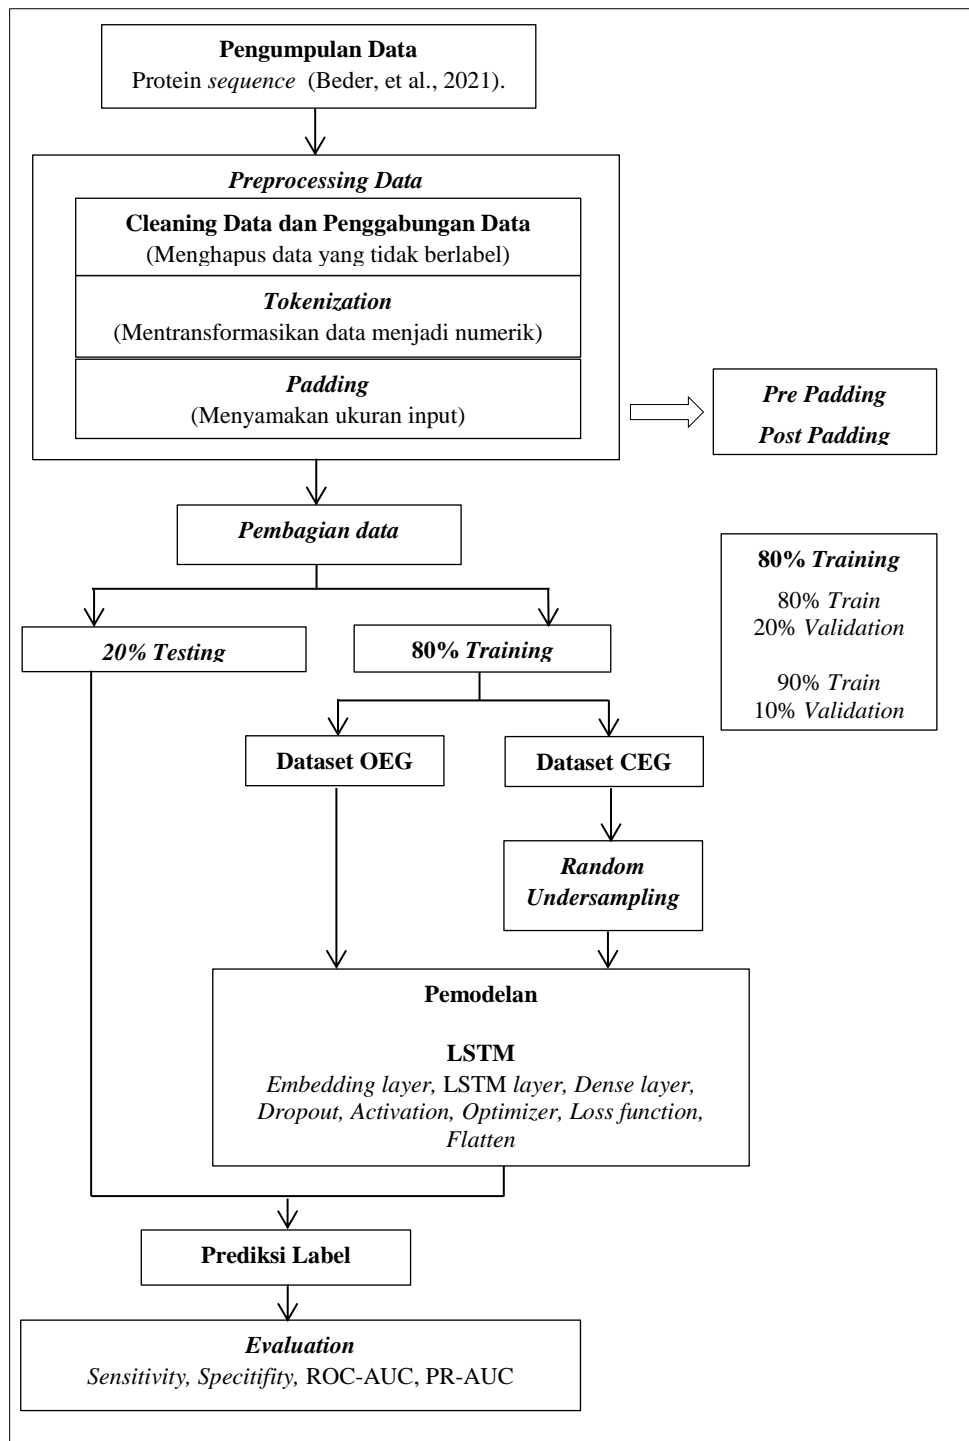 Pengumpulan Data
Protein sequence (Beder, et al., 2021).
Preprocessing Data
Cleaning Data dan Penggabungan Data
(Menghapus data yang tidak berlabel)
Tokenization
(Mentransformasikan data menjadi numerik)
Padding
(Menyamakan ukuran input)
Pre Padding
Post Padding
Pembagian data
80% Training
80% Train
20% Validation
90% Train
10% Validation
20% Testing
80% Training
Dataset OEG
Dataset CEG
Random
Undersampling
Pemodelan
LSTM
Embedding layer, LSTM layer, Dense layer,
Dropout, Activation, Optimizer, Loss function,
Flatten
Prediksi Label
Evaluation
Sensitivity, Specitifity, ROC-AUC, PR-AUC